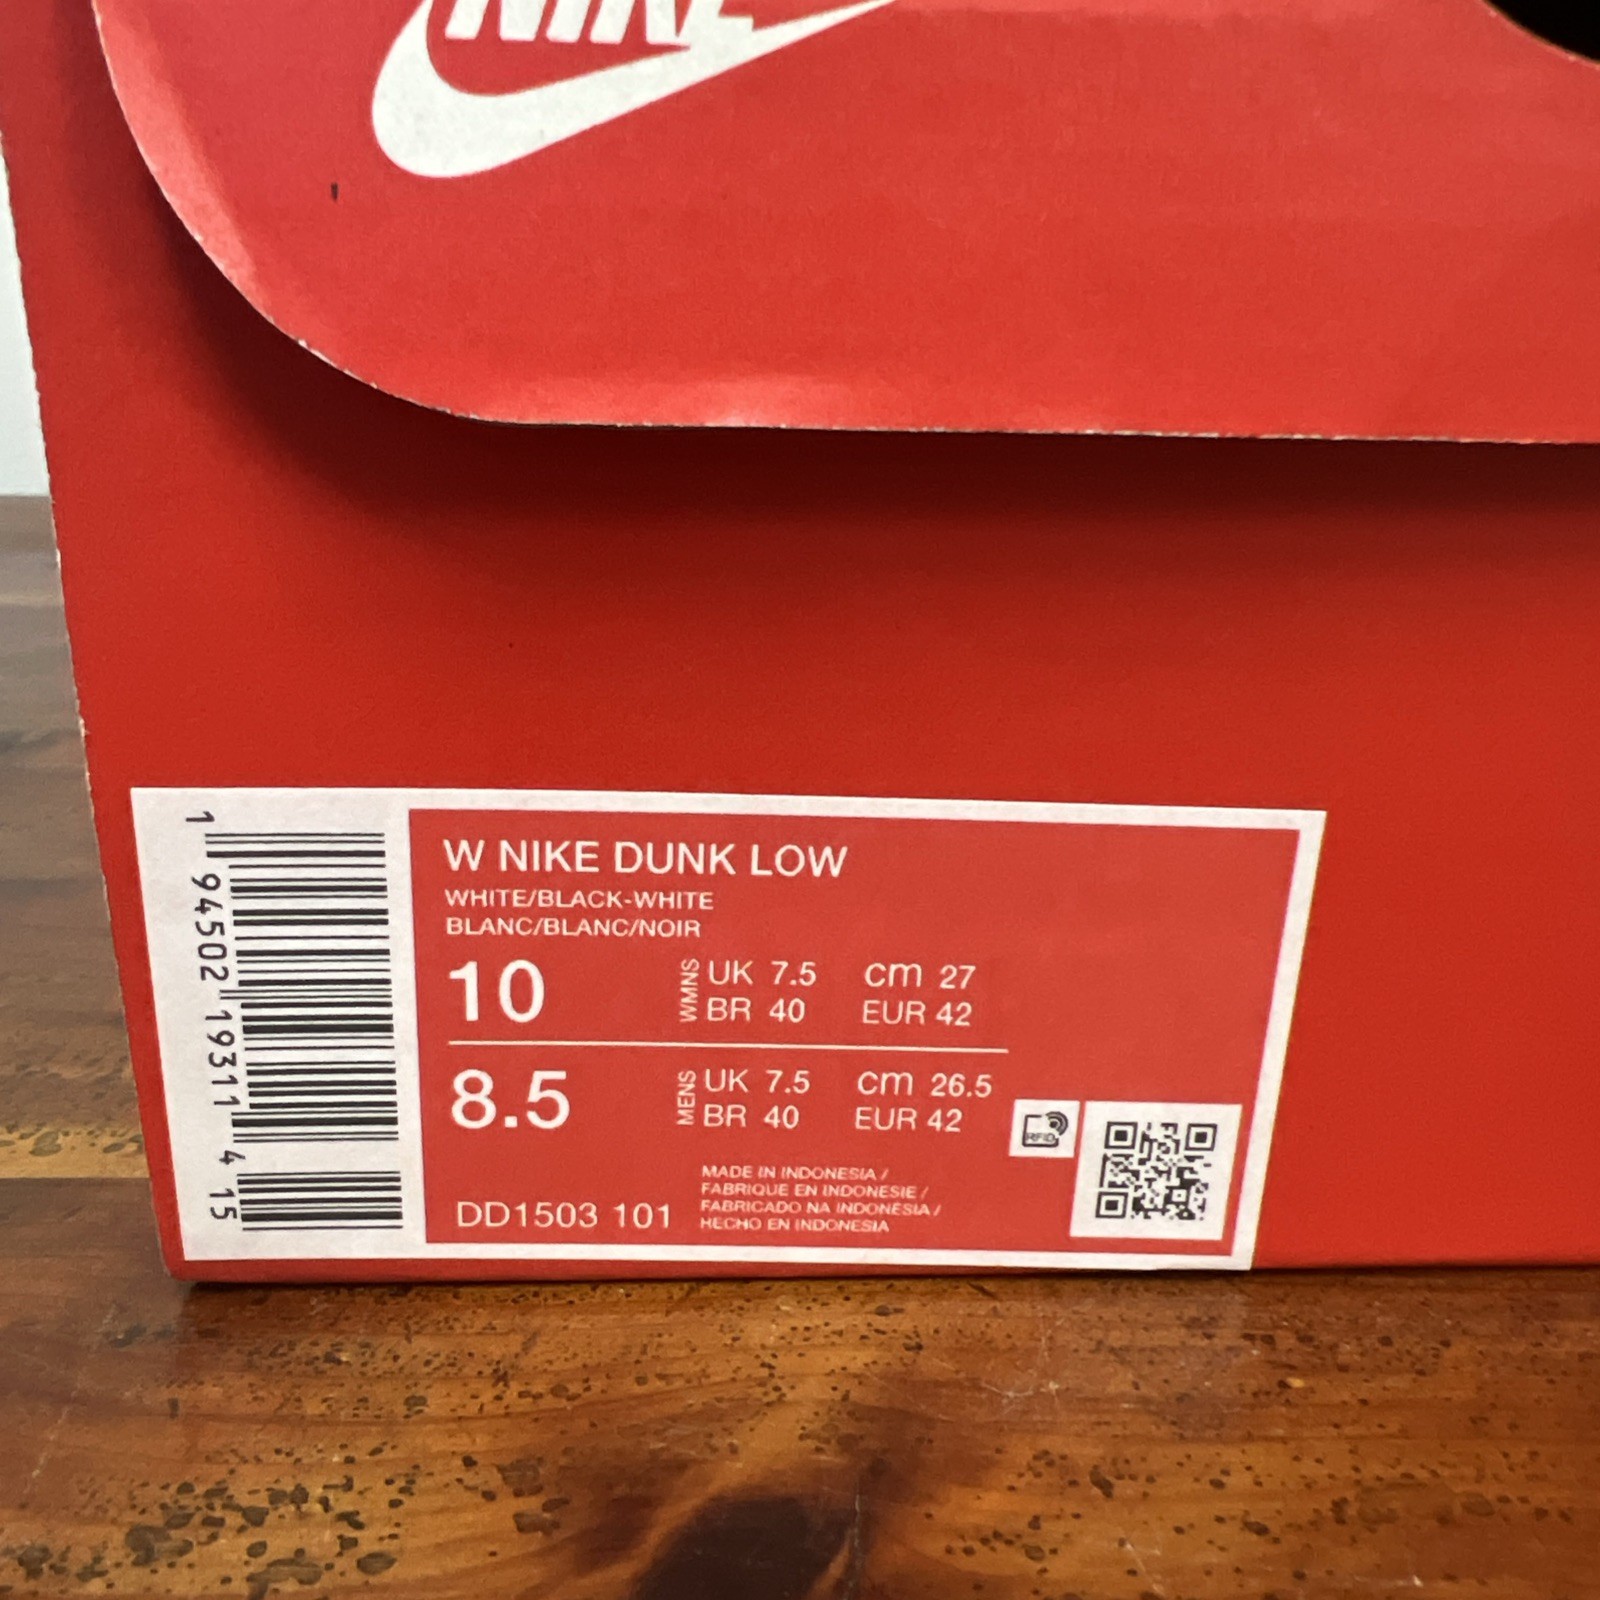 NIKE
1 94502 19311 4 15
W NIKE DUNK LOW
WHITE/BLACK-WHITE
BLANC/BLANC/NOIR
10 WMNS UK 7.5 cm 27
BR 40 EUR 42
8.5 MENS UK 7.5 cm 26.5
BR 40 EUR 42
RFID
DD1503 101
MADE IN INDONESIA /
FABRIQUE EN INDONESIE /
FABRICADO NA INDONÉSIA /
HECHO EN INDONESIA